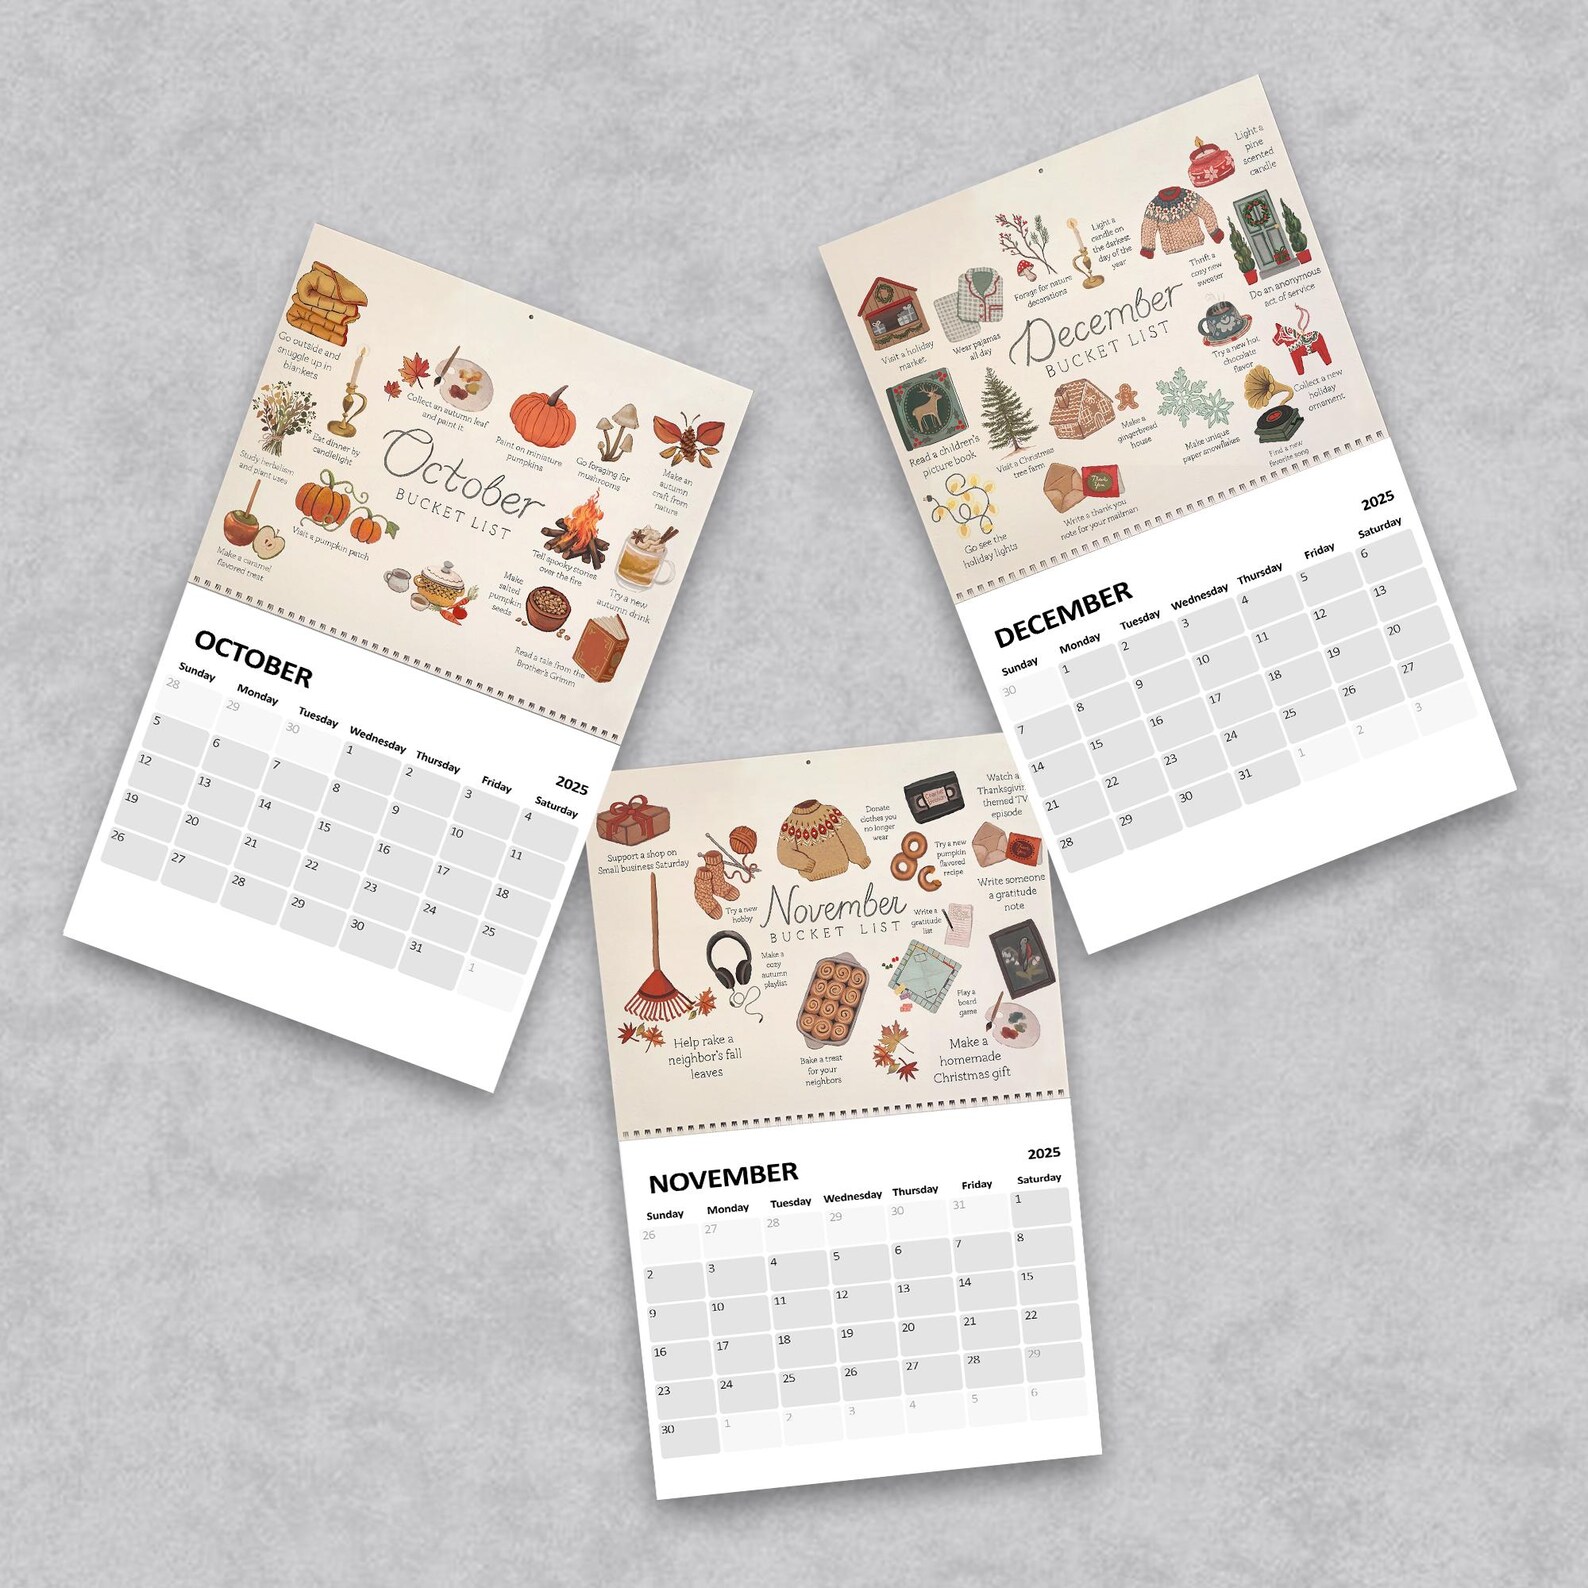 Go outside and
snuggle up in
blankets
Eat dinner by
candlelight
Collect an autumn leaf
and paint it
Paint on miniature
pumpkins
Go foraging for
mushrooms
Make an
autumn
craft from
nature
Study herbalism
and plant uses
October
BUCKET LIST
Visit a pumpkin patch
Make a caramel
flavored treat
Tell spooky stories
over the fire
Try a new
autumn drink
Make
salted
pumpkin
seeds
Read a tale from the
Brother's Grimm
OCTOBER
2025
Sunday Monday Tuesday Wednesday Thursday Friday Saturday
28 29 30 1 2 3 4
5 6 7 8 9 10 11
12 13 14 15 16 17 18
19 20 21 22 23 24 25
26 27 28 29 30 31 1
Light a
pine
scented
candle
Light a
candle on
the darkest
day of the
year
Forage for nature
decorations
Thrift a
cozy new
sweater
Do an anonymous
act of service
Visit a holiday
market
Wear pajamas
all day
December
BUCKET LIST
Try a new hot
chocolate
flavor
Collect a new
holiday
ornament
Read a children's
picture book
Visit a Christmas
tree farm
Make a
gingerbread
house
Make unique
paper snowflakes
Find a new
favorite song
Thank
You
Write a thank you
note for your mailman
Go see the
holiday lights
DECEMBER
2025
Sunday Monday Tuesday Wednesday Thursday Friday Saturday
30 1 2 3 4 5 6
7 8 9 10 11 12 13
14 15 16 17 18 19 20
21 22 23 24 25 26 27
28 29 30 31 1 2 3
Support a shop on
Small business Saturday
Donate
clothes you
no longer
wear
Charlie
Watch a
themed TV
episode
Try a new
pumpkin
flavored
recipe
Write someone
a gratitude
note
Try a new
hobby
November
BUCKET LIST
Write a
gratitude
list
Make a
cozy
autumn
playlist
Play a
board
game
Help rake a
neighbor's fall
leaves
Bake a treat
for your
neighbors
Make a
homemade
Christmas gift
NOVEMBER
2025
Sunday Monday Tuesday Wednesday Thursday Friday Saturday
26 27 28 29 30 31 1
2 3 4 5 6 7 8
9 10 11 12 13 14 15
16 17 18 19 20 21 22
23 24 25 26 27 28 29
30 1 2 3 4 5 6